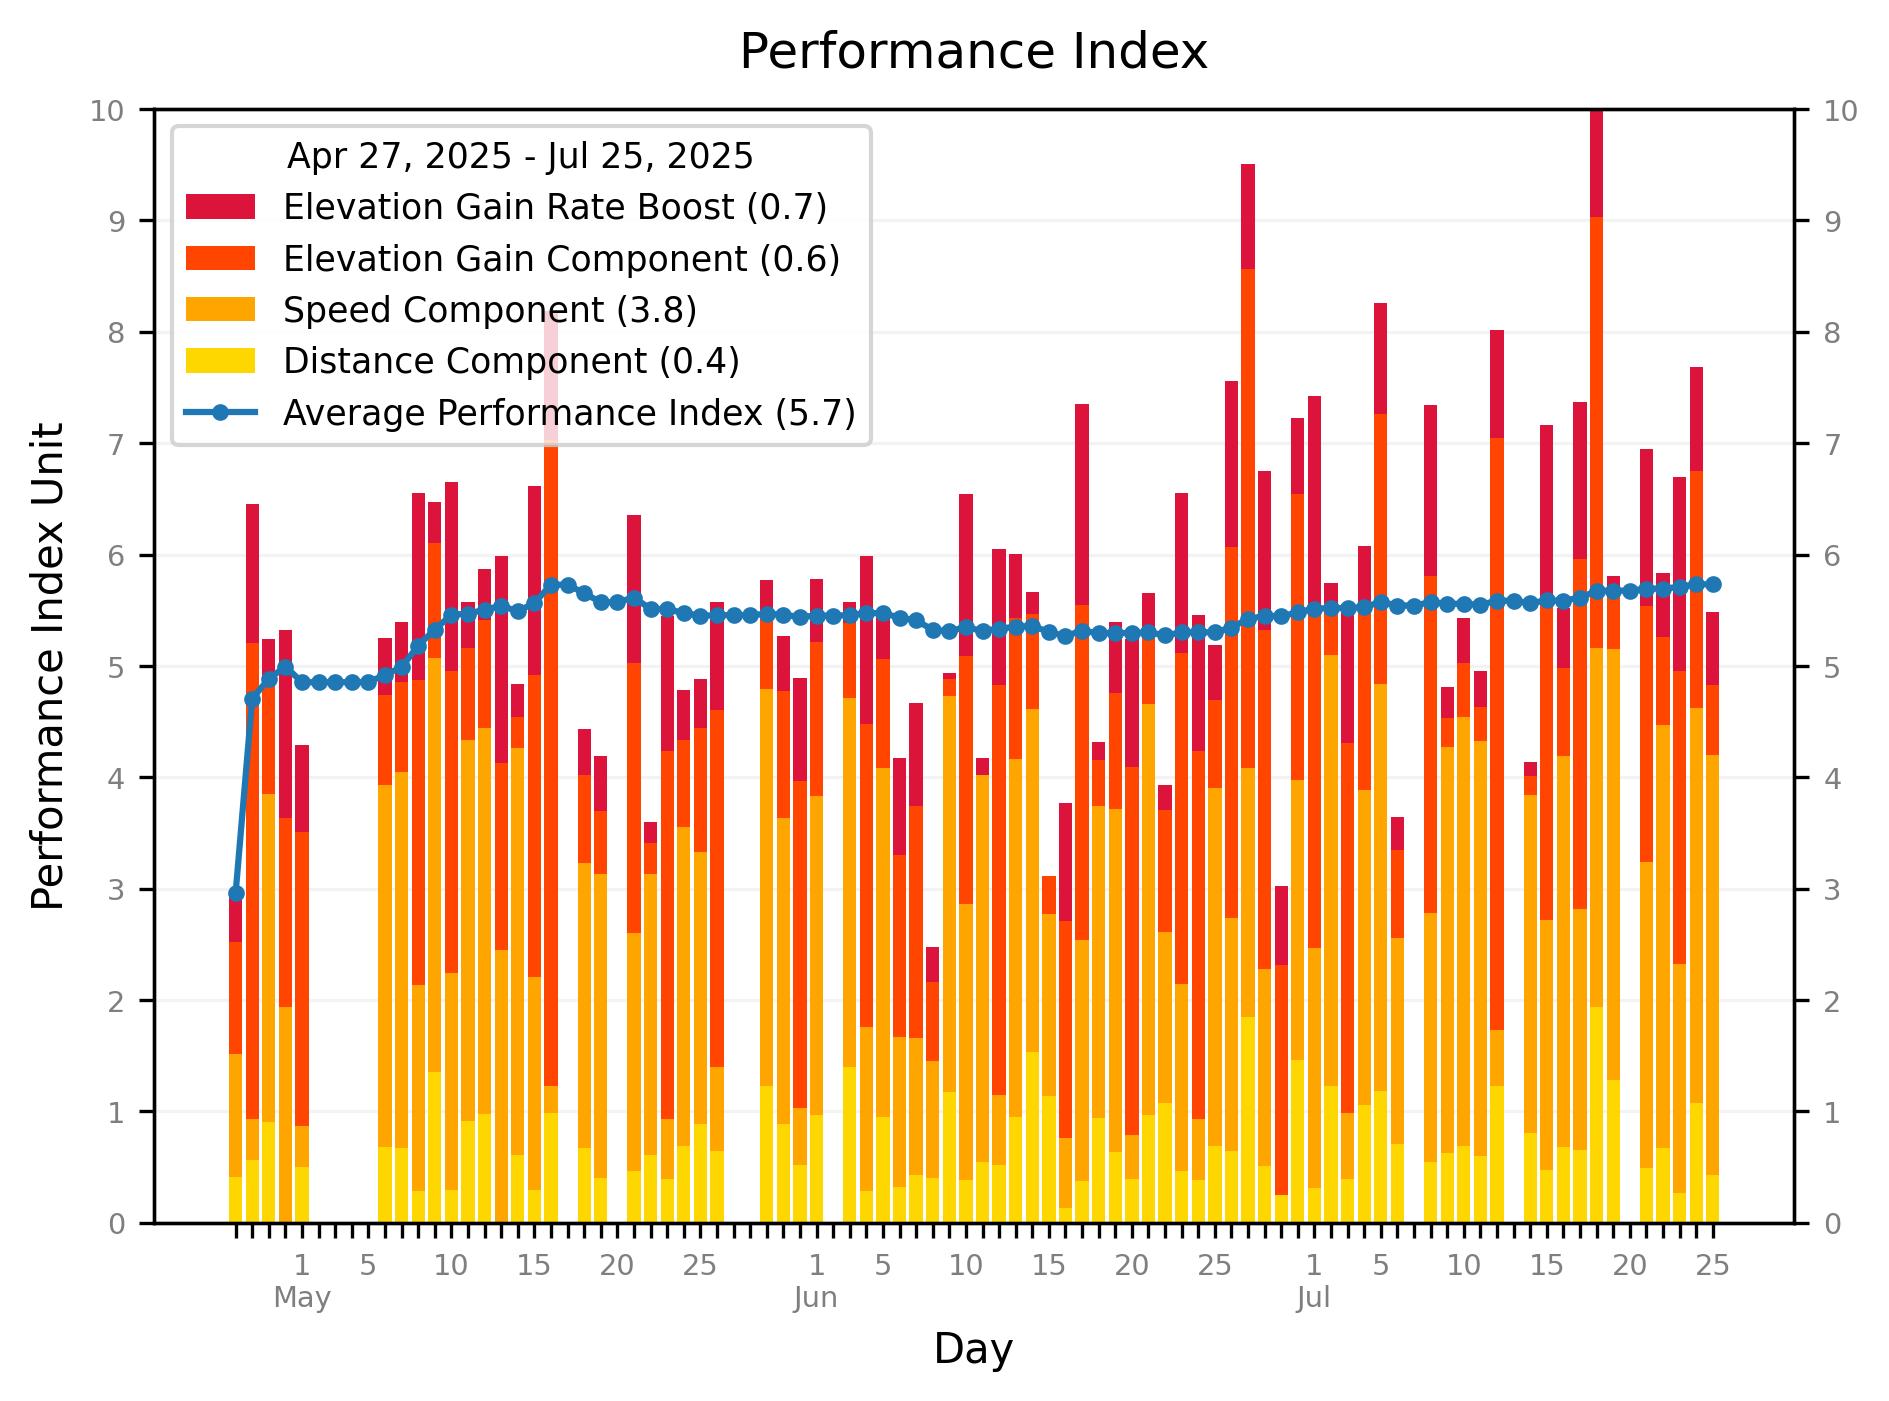 Performance Index
Apr 27, 2025 - Jul 25, 2025
Elevation Gain Rate Boost (0.7)
Elevation Gain Component (0.6)
Speed Component (3.8)
Distance Component (0.4)
Average Performance Index (5.7)
Performance Index Unit
10 10
9 9
8 8
7 7
6 6
5 5
4 4
3 3
2 2
1 1
0 0
1 5 10 15 20 25 1 5 10 15 20 25 1 5 10 15 20 25
May Jun Jul
Day